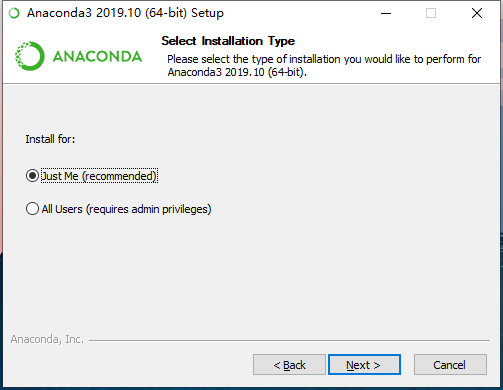 Anaconda3 2019.10 (64-bit) Setup
ANACONDA
Select Installation Type
Please select the type of installation you would like to perform for
Anaconda3 2019.10 (64-bit).
Install for:
Just Me (recommended)
All Users (requires admin privileges)
Anaconda, Inc.
< Back
Next >
Cancel